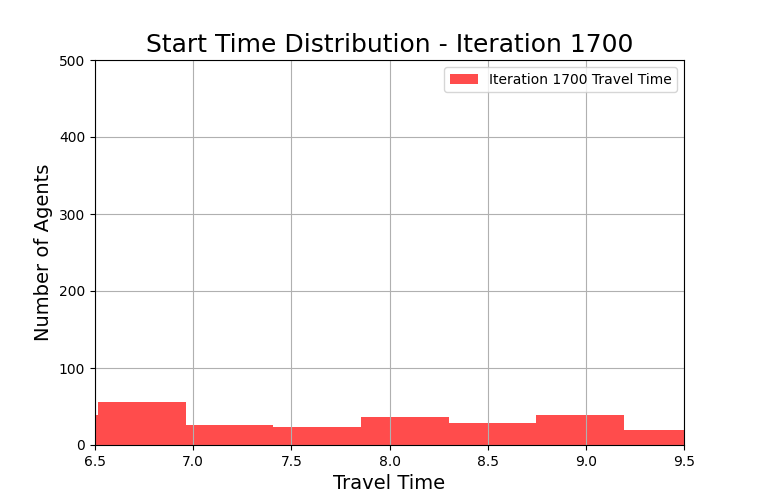 Start Time Distribution - Iteration 1700
Iteration 1700 Travel Time
Number of Agents
500
400
300
200
100
0
6.5 7.0 7.5 8.0 8.5 9.0 9.5
Travel Time